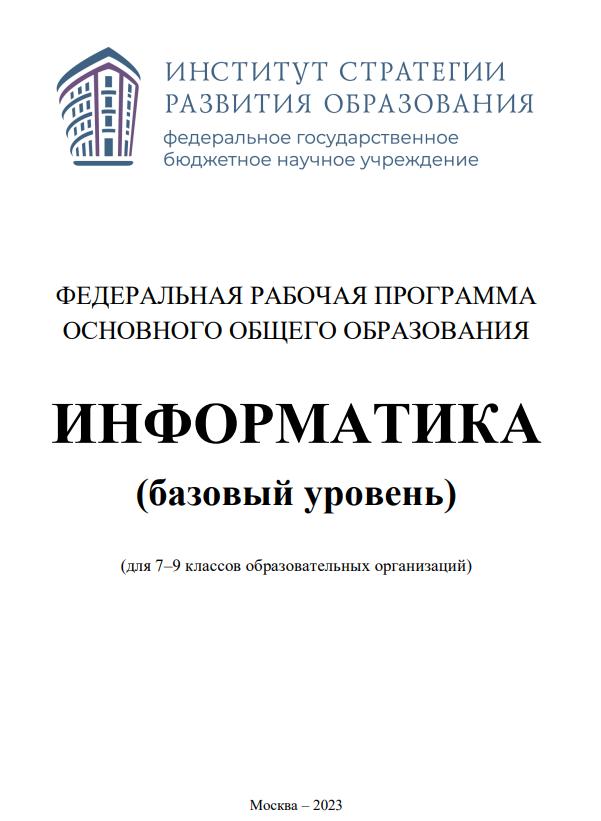 ИНСТИТУТ СТРАТЕГИИ
РАЗВИТИЯ ОБРАЗОВАНИЯ
федеральное государственное
бюджетное научное учреждение
ФЕДЕРАЛЬНАЯ РАБОЧАЯ ПРОГРАММА
ОСНОВНОГО ОБЩЕГО ОБРАЗОВАНИЯ
ИНФОРМАТИКА
(базовый уровень)
(для 7–9 классов образовательных организаций)
Москва – 2023